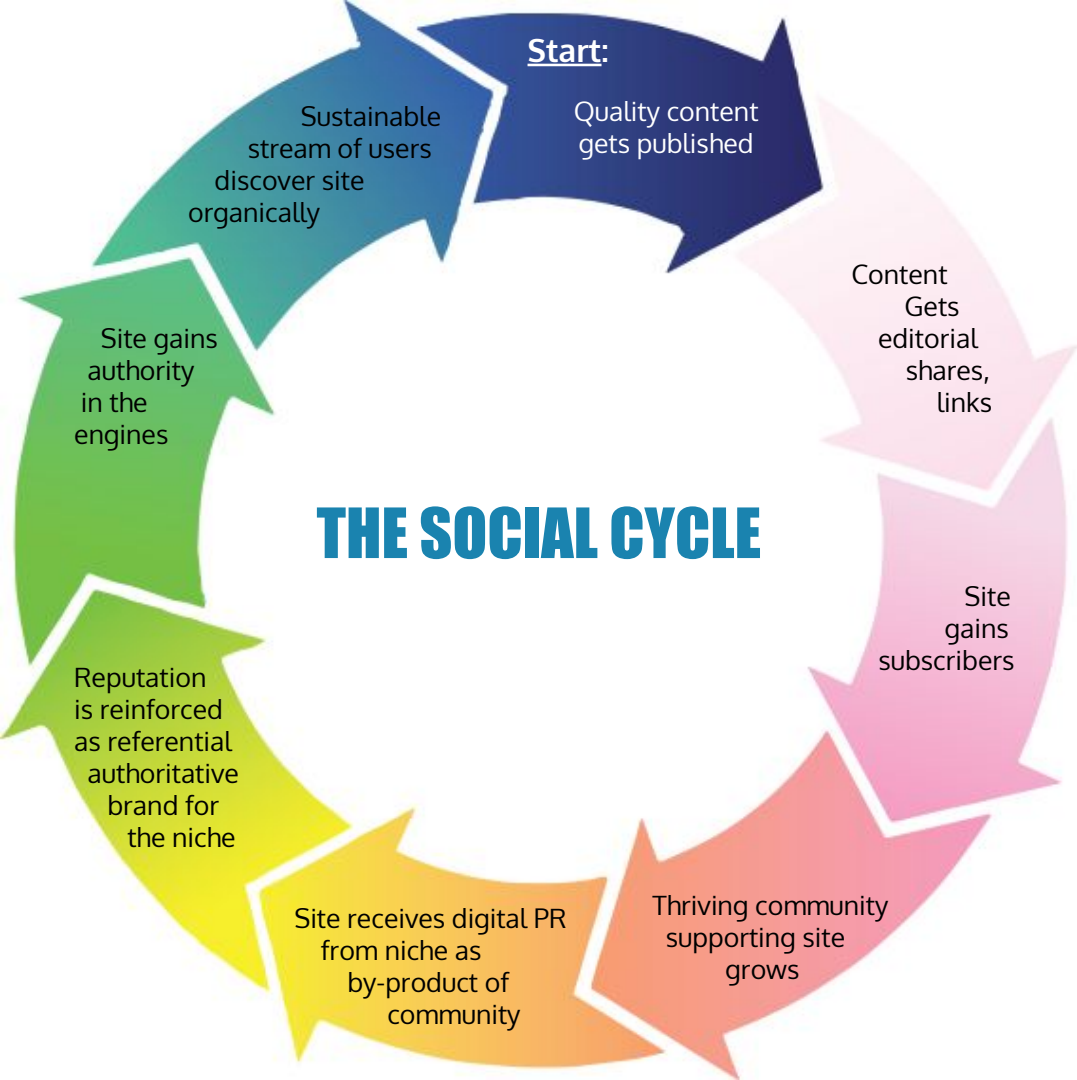 Start:
Quality content
gets published
Content
Gets
editorial
shares,
links
Site
gains
subscribers
Thriving community
supporting site
grows
Site receives digital PR
from niche as
by-product of
community
Reputation
is reinforced
as referential
authoritative
brand for
the niche
Site gains
authority
in the
engines
Sustainable
stream of users
discover site
organically
THE SOCIAL CYCLE